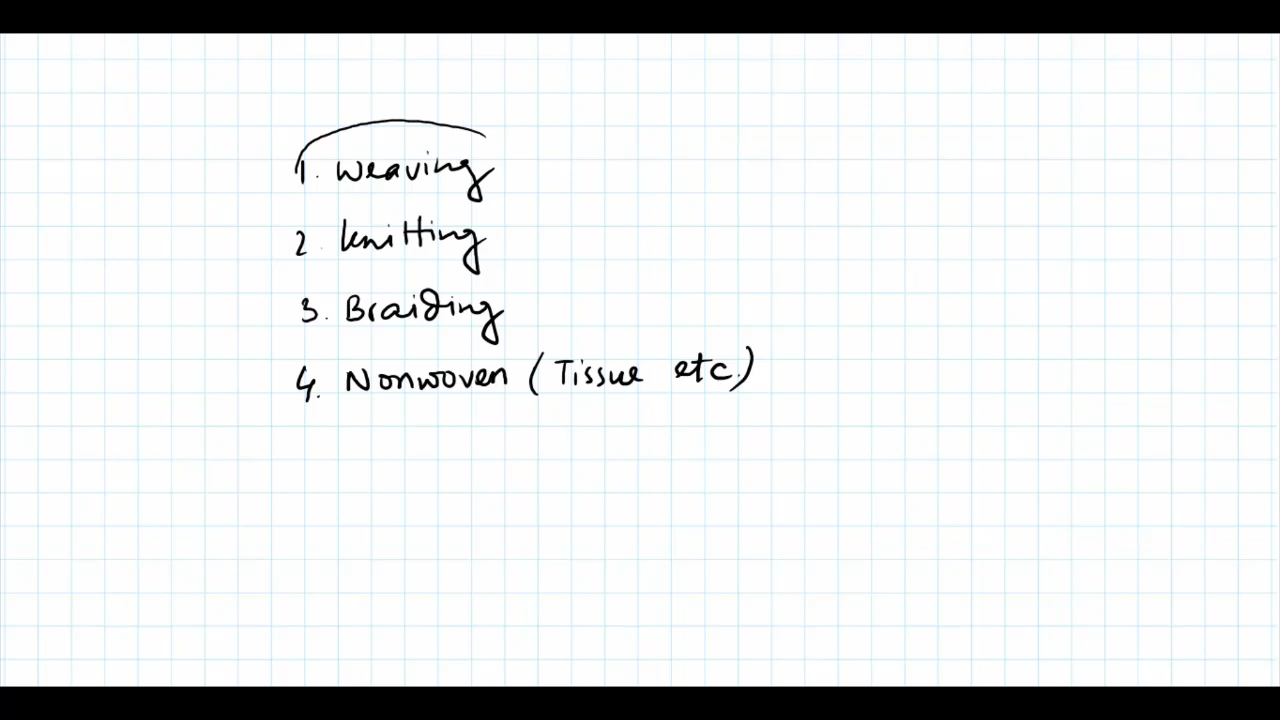 1. Weaving
2. Knitting
3. Braiding
4. Nonwoven (Tissue etc.)